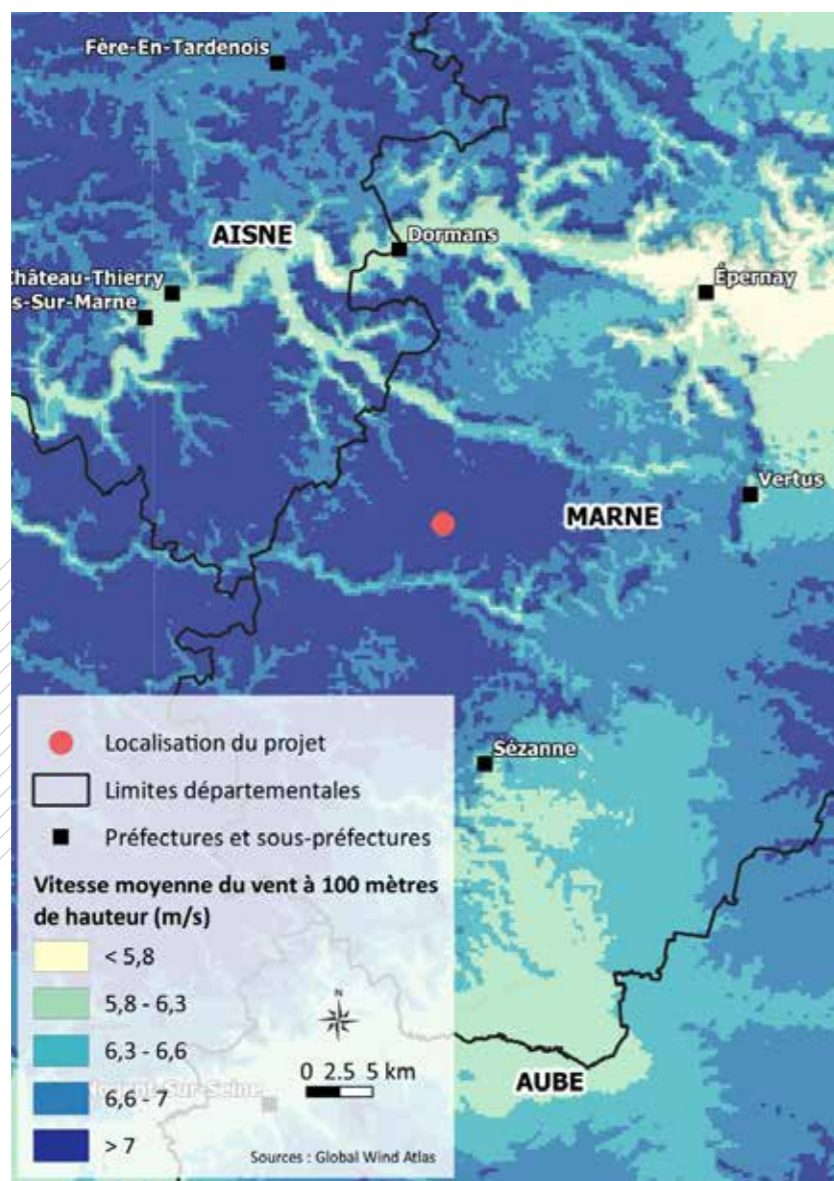 Fère-En-Tardenois
AISNE
Dormans
Château-Thierry
s-Sur-Marne
Épernay
Vertus
MARNE
Sézanne
Localisation du projet
Limites départementales
Préfectures et sous-préfectures
Vitesse moyenne du vent à 100 mètres
de hauteur (m/s)
< 5,8
5,8 - 6,3
6,3 - 6,6
6,6 - 7
> 7
N
0 2.5 5 km
-Sur-Seine
Sources : Global Wind Atlas
AUBE